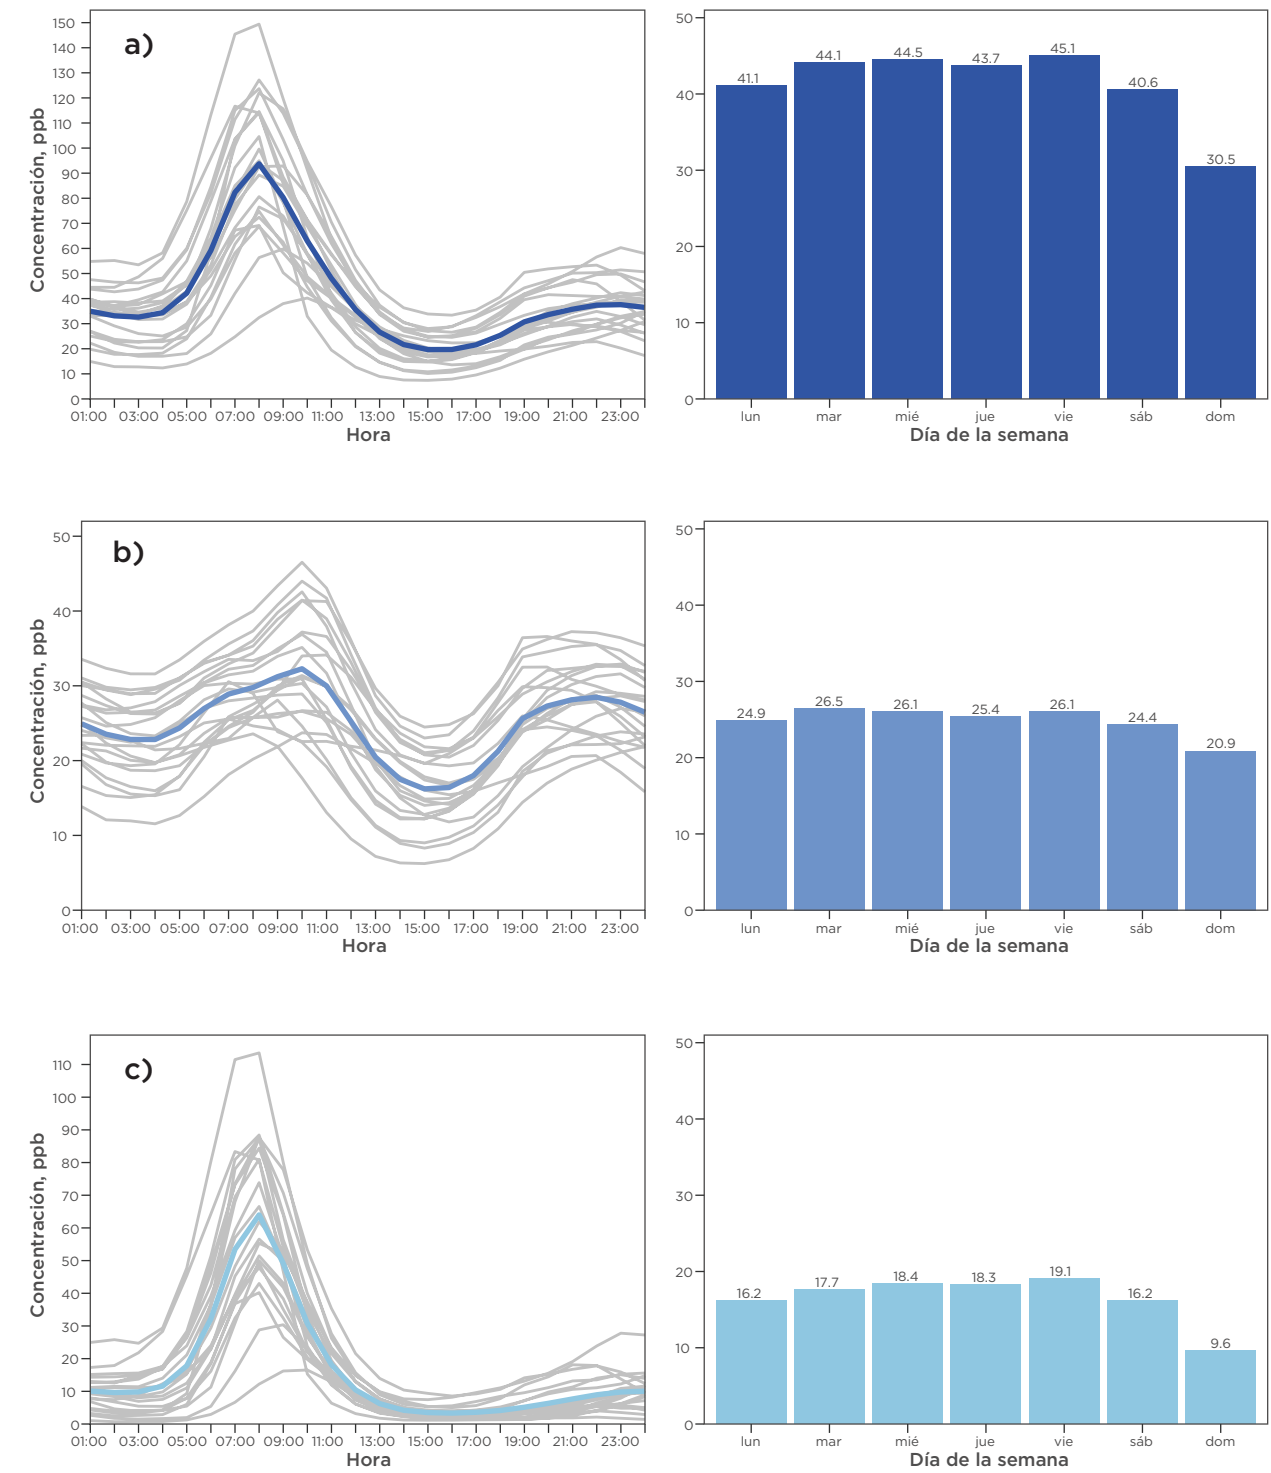 a)
Concentración, ppb
150
140
130
120
110
100
90
80
70
60
50
40
30
20
10
0
01:00 03:00 05:00 07:00 09:00 11:00 13:00 15:00 17:00 19:00 21:00 23:00
Hora
50
40
30
20
10
0
41.1 44.1 44.5 43.7 45.1 40.6 30.5
lun mar mié jue vie sáb dom
Día de la semana
b)
Concentración, ppb
50
40
30
20
10
0
01:00 03:00 05:00 07:00 09:00 11:00 13:00 15:00 17:00 19:00 21:00 23:00
Hora
50
40
30
20
10
0
24.9 26.5 26.1 25.4 26.1 24.4 20.9
lun mar mié jue vie sáb dom
Día de la semana
c)
Concentración, ppb
110
100
90
80
70
60
50
40
30
20
10
0
01:00 03:00 05:00 07:00 09:00 11:00 13:00 15:00 17:00 19:00 21:00 23:00
Hora
50
40
30
20
10
0
16.2 17.7 18.4 18.3 19.1 16.2 9.6
lun mar mié jue vie sáb dom
Día de la semana